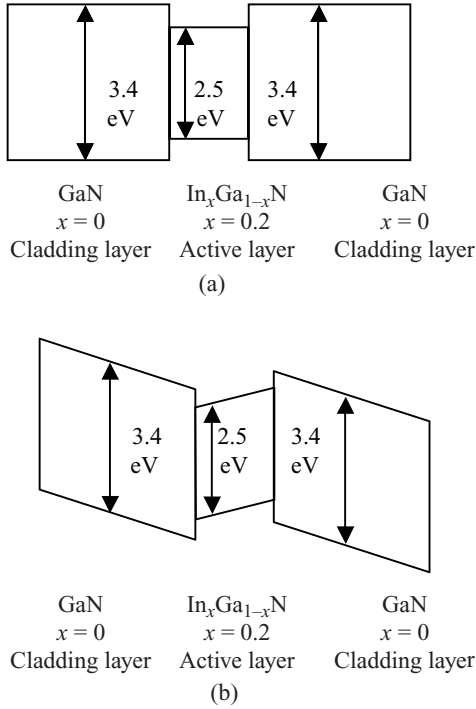 3.4 2.5 3.4
eV eV eV
GaN InₓGa₁₋ₓN GaN
x = 0 x = 0.2 x = 0
Cladding layer Active layer Cladding layer
(a)
3.4 2.5 3.4
eV eV eV
GaN InₓGa₁₋ₓN GaN
x = 0 x = 0.2 x = 0
Cladding layer Active layer Cladding layer
(b)